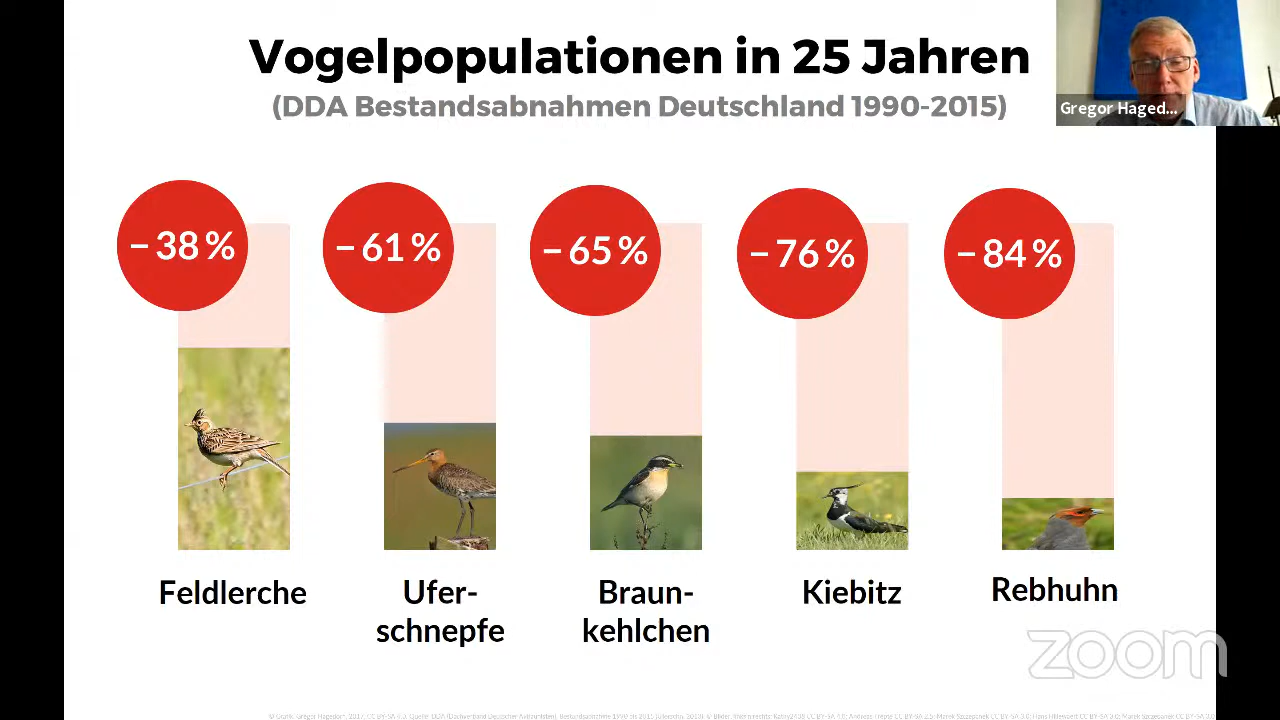 Vogelpopulationen in 25 Jahren
(DDA Bestandsabnahmen Deutschland 1990-2015)
Gregor Haged...
– 38 %
– 61 %
– 65 %
– 76 %
– 84 %
Feldlerche
Ufer-
schnepfe
Braun-
kehlchen
Kiebitz
Rebhuhn
zoom